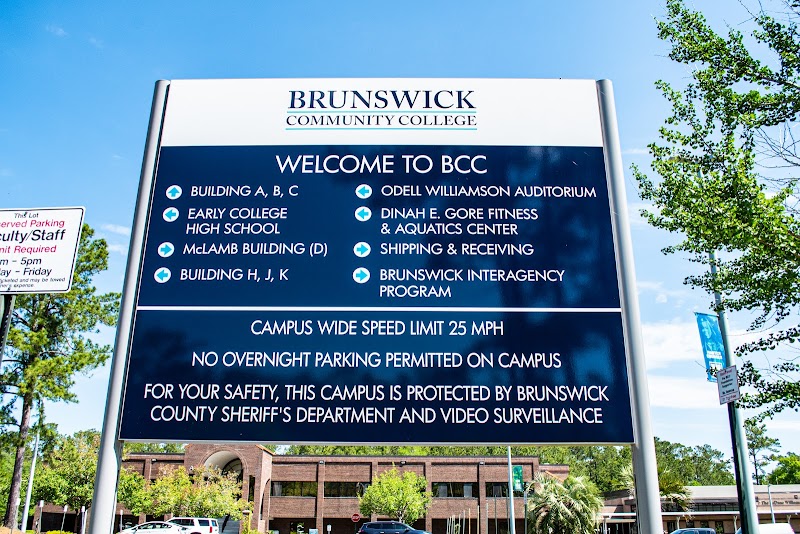 BRUNSWICK
COMMUNITY COLLEGE
WELCOME TO BCC
BUILDING A, B, C
EARLY COLLEGE
HIGH SCHOOL
McLAMB BUILDING (D)
BUILDING H, J, K
ODELL WILLIAMSON AUDITORIUM
DINAH E. GORE FITNESS
& AQUATICS CENTER
SHIPPING & RECEIVING
BRUNSWICK INTERAGENCY
PROGRAM
CAMPUS WIDE SPEED LIMIT 25 MPH
NO OVERNIGHT PARKING PERMITTED ON CAMPUS
FOR YOUR SAFETY, THIS CAMPUS IS PROTECTED BY BRUNSWICK
COUNTY SHERIFF'S DEPARTMENT AND VIDEO SURVEILLANCE
This Lot
served Parking
culty/Staff
mit Required
m - 5pm
ay - Friday